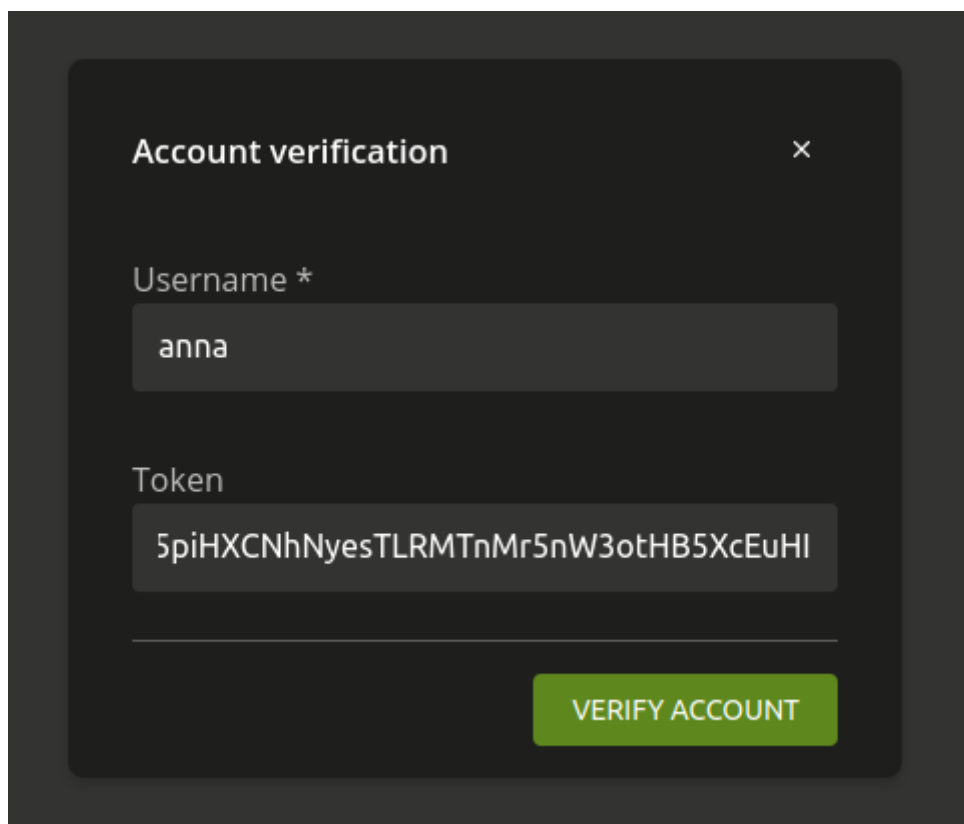 Account verification
Username *
anna
Token
5piHXCNhNyesTLRMTnMr5nW3otHB5XcEuHI
VERIFY ACCOUNT